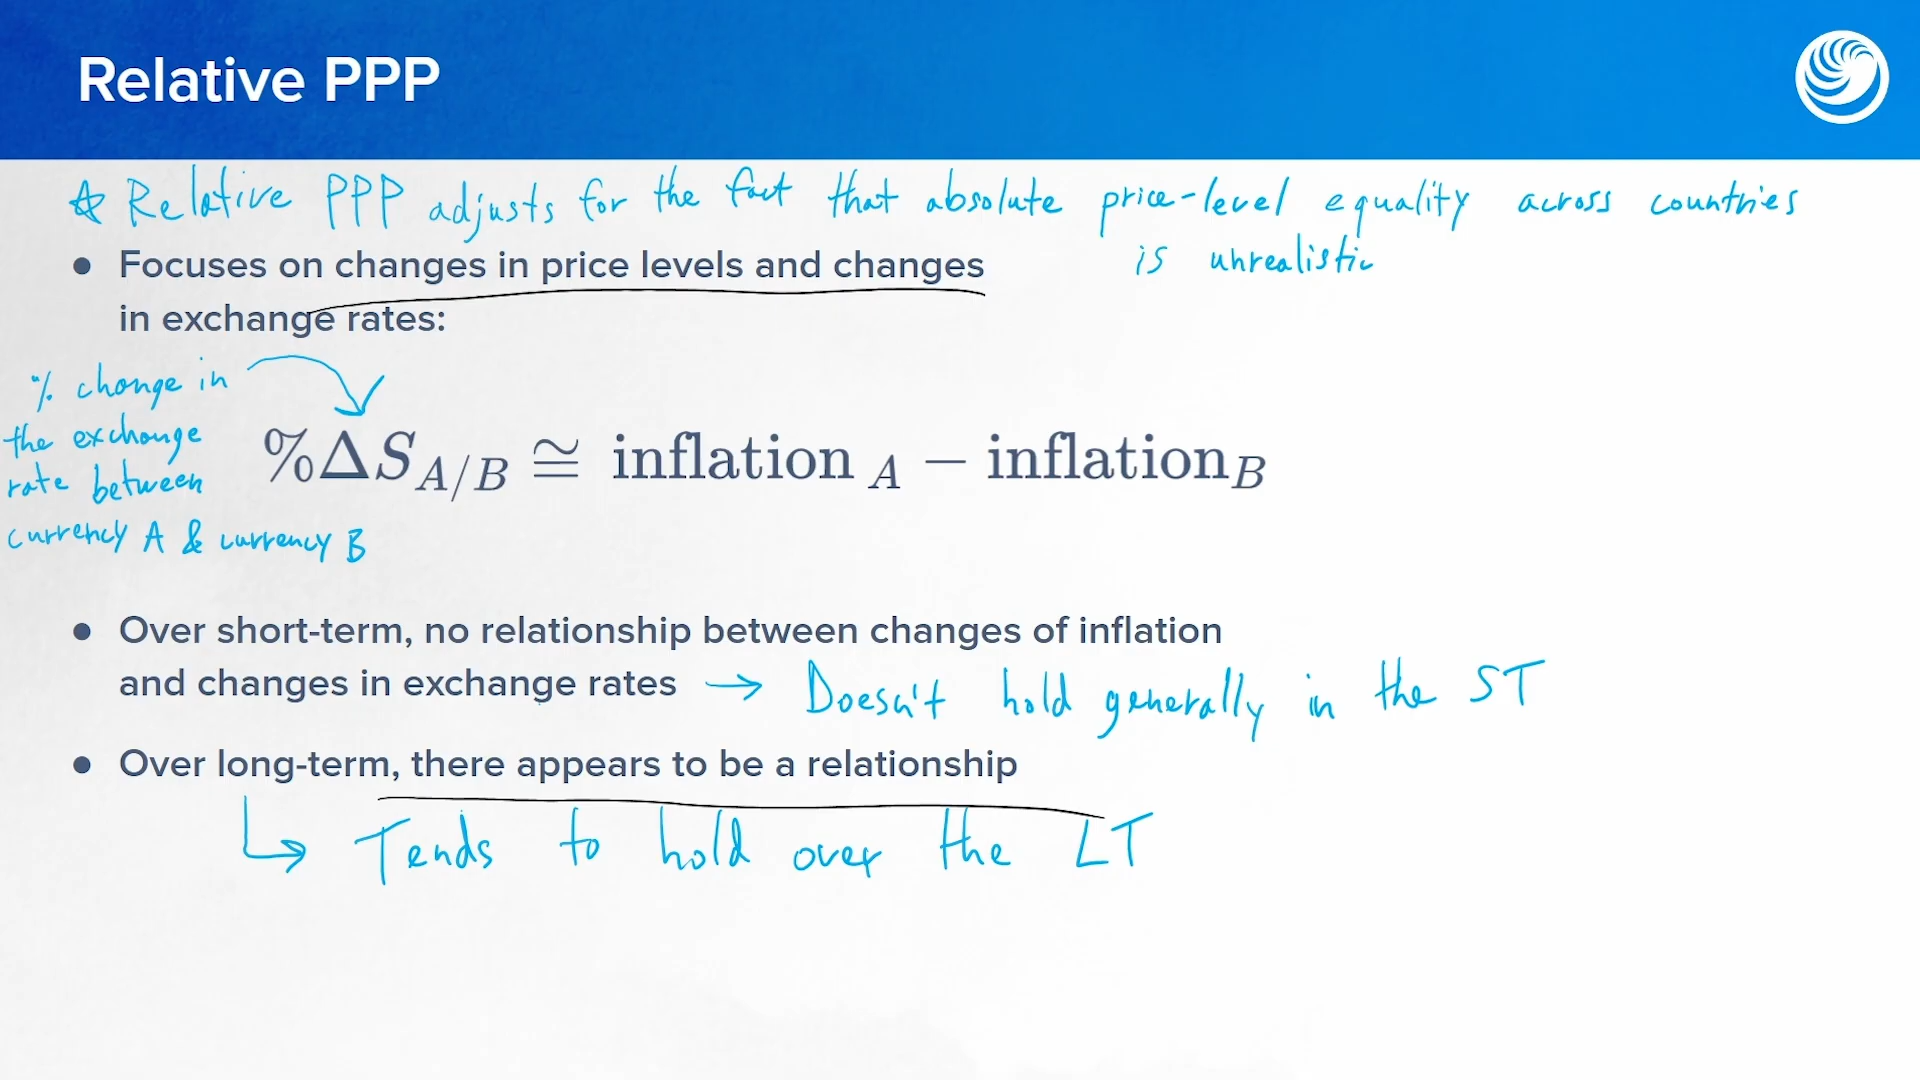 Relative PPP
☆ Relative PPP adjusts for the fact that absolute price-level equality across countries
is unrealistic
• Focuses on changes in price levels and changes
in exchange rates:
% change in
the exchange
rate between
currency A & currency B
%ΔS_{A/B} ≅ inflation_A − inflation_B
• Over short-term, no relationship between changes of inflation
and changes in exchange rates → Doesn't hold generally in the ST
• Over long-term, there appears to be a relationship
↳ Tends to hold over the LT